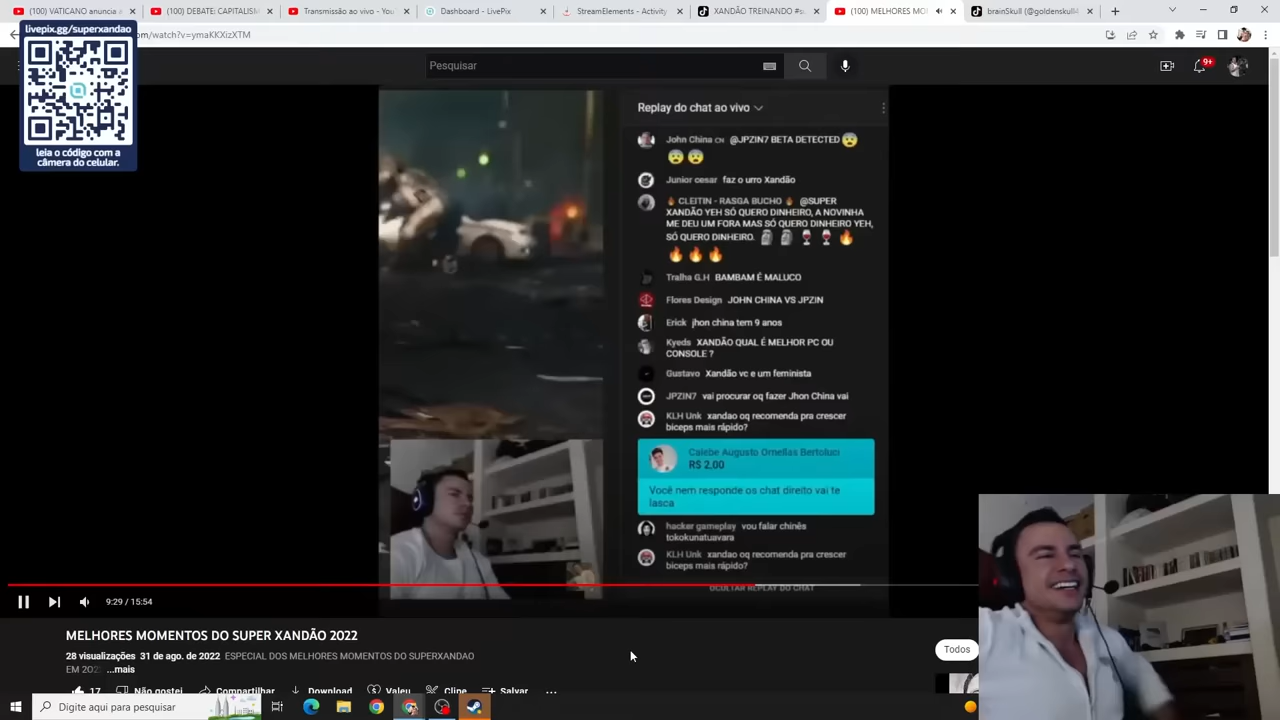 (100) VATICANO anuncia a
(100) DEBATE: CAPITALISM
Transmissão ao vivo - You
Dashboard - LivePix
StreamElements - Activity
XANDÃO TREINANDO #pu
(100) MELHORES MO
brainSkull (@goldenskull4
livepix.gg/superxandao
om/watch?v=ymaKKXizXTM
leia o código com a
câmera do celular.
Pesquisar
9+
Replay do chat ao vivo
John China CN @JPZIN7 BETA DETECTED 😨
😨 😨
Junior cesar faz o urro Xandão
🔥 CLEITIN - RASGA BUCHO 🔥 @SUPER
XANDÃO YEH SÓ QUERO DINHEIRO, A NOVINHA
ME DEU UM FORA MAS SÓ QUERO DINHEIRO YEH,
SÓ QUERO DINHEIRO. 🗿 🗿 🍷 🍷 🔥
🔥 🔥 🔥
Tralha G.H BAMBAM É MALUCO
Flores Design JOHN CHINA VS JPZIN
Erick jhon china tem 9 anos
Kyeds XANDÃO QUAL É MELHOR PC OU
CONSOLE ?
Gustavo Xandão vc e um feminista
JPZIN7 vai procurar oq fazer Jhon China vai
KLH Unk xandao oq recomenda pra crescer
biceps mais rápido?
Calebe Augusto Ornellas Bertoluci
R$ 2,00
Você nem responde os chat direito vai te
lasca
hacker gameplay vou falar chinês
tokokunatuavara
KLH Unk xandao oq recomenda pra crescer
biceps mais rápido?
OCULTAR REPLAY DO CHAT
9:29 / 15:54
MELHORES MOMENTOS DO SUPER XANDÃO 2022
28 visualizações 31 de ago. de 2022 ESPECIAL DOS MELHORES MOMENTOS DO SUPERXANDAO
EM 202 ...mais
Todos
17 Não gostei Compartilhar Download Valeu Clipe Salvar ...
Digite aqui para pesquisar